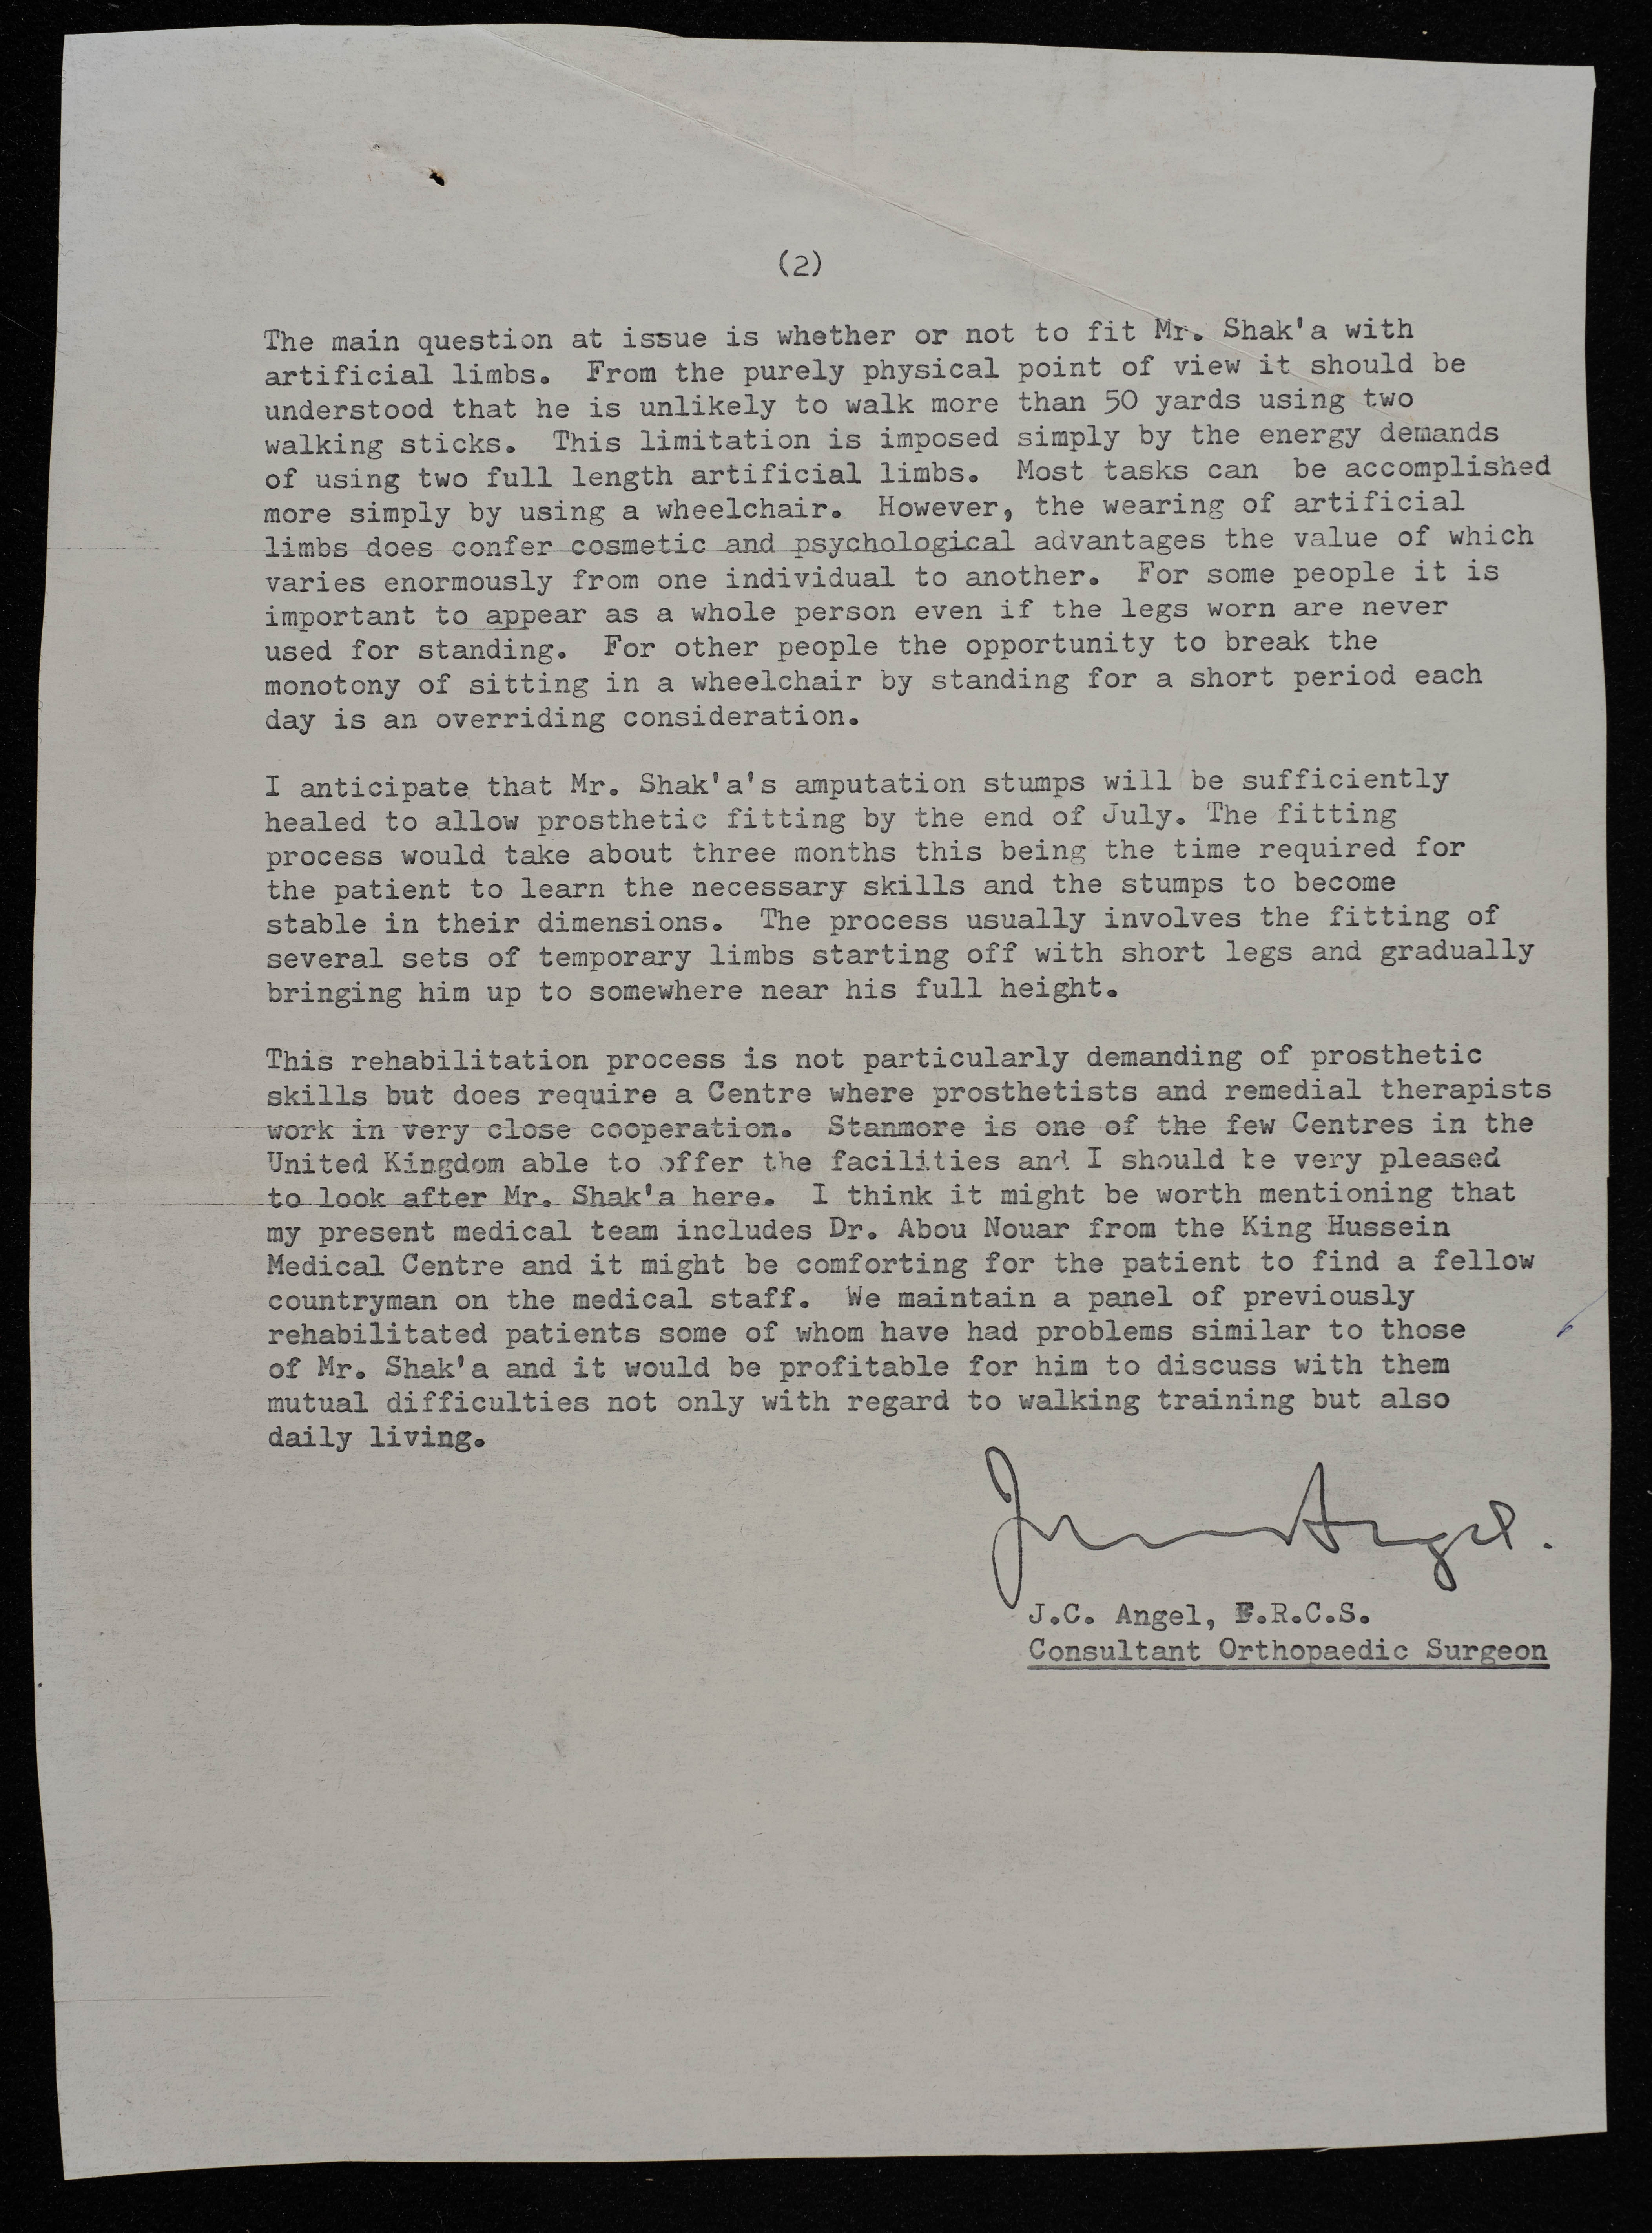 (2)
The main question at issue is whether or not to fit Mr. Shak'a with
artificial limbs. From the purely physical point of view it should be
understood that he is unlikely to walk more than 50 yards using two
walking sticks. This limitation is imposed simply by the energy demands
of using two full length artificial limbs. Most tasks can be accomplished
more simply by using a wheelchair. However, the wearing of artificial
limbs does confer cosmetic and psychological advantages the value of which
varies enormously from one individual to another. For some people it is
important to appear as a whole person even if the legs worn are never
used for standing. For other people the opportunity to break the
monotony of sitting in a wheelchair by standing for a short period each
day is an overriding consideration.
I anticipate that Mr. Shak'a's amputation stumps will be sufficiently
healed to allow prosthetic fitting by the end of July. The fitting
process would take about three months this being the time required for
the patient to learn the necessary skills and the stumps to become
stable in their dimensions. The process usually involves the fitting of
several sets of temporary limbs starting off with short legs and gradually
bringing him up to somewhere near his full height.
This rehabilitation process is not particularly demanding of prosthetic
skills but does require a Centre where prosthetists and remedial therapists
work in very close cooperation. Stanmore is one of the few Centres in the
United Kingdom able to offer the facilities and I should be very pleased
to look after Mr. Shak'a here. I think it might be worth mentioning that
my present medical team includes Dr. Abou Nouar from the King Hussein
Medical Centre and it might be comforting for the patient to find a fellow
countryman on the medical staff. We maintain a panel of previously
rehabilitated patients some of whom have had problems similar to those
of Mr. Shak'a and it would be profitable for him to discuss with them
mutual difficulties not only with regard to walking training but also
daily living.
J.C. Angel, F.R.C.S.
Consultant Orthopaedic Surgeon